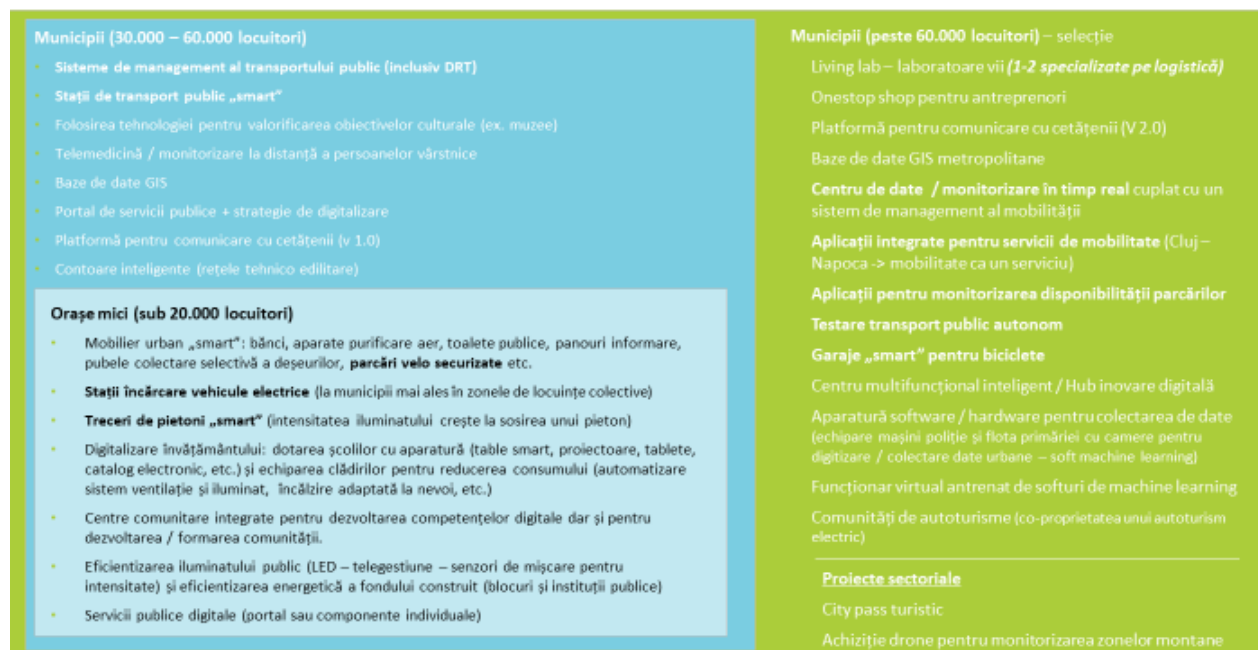 Municipii (30.000 – 60.000 locuitori)
Sisteme de management al transportului public (inclusiv DRT)
Stații de transport public „smart”
Folosirea tehnologiei pentru valorificarea obiectivelor culturale (ex. muzee)
Telemedicină / monitorizare la distanță a persoanelor vârstnice
Baze de date GIS
Portal de servicii publice + strategie de digitalizare
Platformă pentru comunicare cu cetățenii (v 1.0)
Contoare inteligente (rețele tehnico edilitare)
Orașe mici (sub 20.000 locuitori)
Mobilier urban „smart”: bănci, aparate purificare aer, toalete publice, panouri informare,
pubele colectare selectivă a deșeurilor, parcări velo securizate etc.
Stații încărcare vehicule electrice (la municipii mai ales în zonele de locuințe colective)
Treceri de pietoni „smart” (intensitatea iluminatului crește la sosirea unui pieton)
Digitalizare învățământului: dotarea școlilor cu aparatură (table smart, proiectoare, tablete,
catalog electronic, etc.) și echiparea clădirilor pentru reducerea consumului (automatizare
sistem ventilație și iluminat, încălzire adaptată la nevoi, etc.)
Centre comunitare integrate pentru dezvoltarea competențelor digitale dar și pentru
dezvoltarea / formarea comunității.
Eficientizarea iluminatului public (LED – telegestiune – senzori de mișcare pentru
intensitate) și eficientizarea energetică a fondului construit (blocuri și instituții publice)
Servicii publice digitale (portal sau componente individuale)
Municipii (peste 60.000 locuitori) – selecție
Living lab – laboratoare vii (1-2 specializate pe logistică)
Onestop shop pentru antreprenori
Platformă pentru comunicare cu cetățenii (V 2.0)
Baze de date GIS metropolitane
Centru de date / monitorizare în timp real cuplat cu un
sistem de management al mobilității
Aplicații integrate pentru servicii de mobilitate (Cluj –
Napoca -> mobilitate ca un serviciu)
Aplicații pentru monitorizarea disponibilității parcărilor
Testare transport public autonom
Garaje „smart” pentru biciclete
Centru multifuncțional inteligent / Hub inovare digitală
Aparatură software / hardware pentru colectarea de date
(echipare mașini poliție și flota primăriei cu camere pentru
digitizare / colectare date urbane – soft machine learning)
Funcționar virtual antrenat de softuri de machine learning
Comunități de autoturisme (co-proprietatea unui autoturism
electric)
Proiecte sectoriale
City pass turistic
Achiziție drone pentru monitorizarea zonelor montane